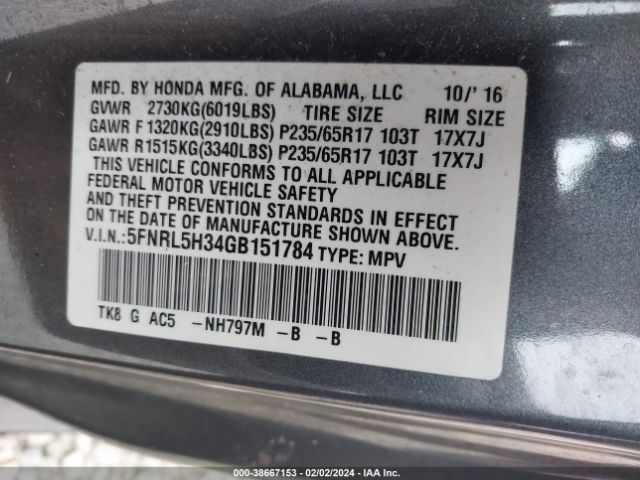 MFD. BY HONDA MFG. OF ALABAMA, LLC 10/' 16
GVWR 2730KG(6019LBS) TIRE SIZE RIM SIZE
GAWR F 1320KG(2910LBS) P235/65R17 103T 17X7J
GAWR R1515KG(3340LBS) P235/65R17 103T 17X7J
THIS VEHICLE CONFORMS TO ALL APPLICABLE
FEDERAL MOTOR VEHICLE SAFETY
AND THEFT PREVENTION STANDARDS IN EFFECT
ON THE DATE OF MANUFACTURE SHOWN ABOVE.
V.I.N.:5FNRL5H34GB151784 TYPE: MPV
TK8 G AC5 -NH797M -B -B
000-38667153 - 02/02/2024 - IAA Inc.